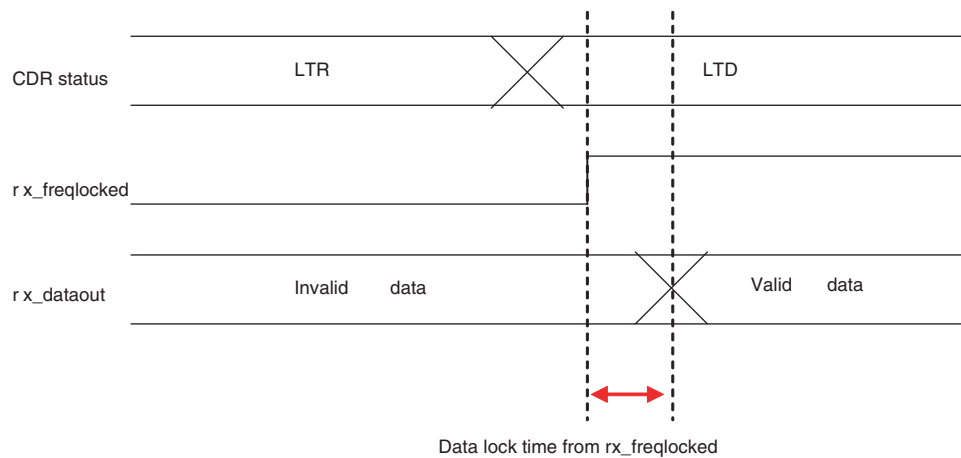 CDR status
LTR
LTD
r x_freqlocked
r x_dataout
Invalid data
Valid data
Data lock time from rx_freqlocked